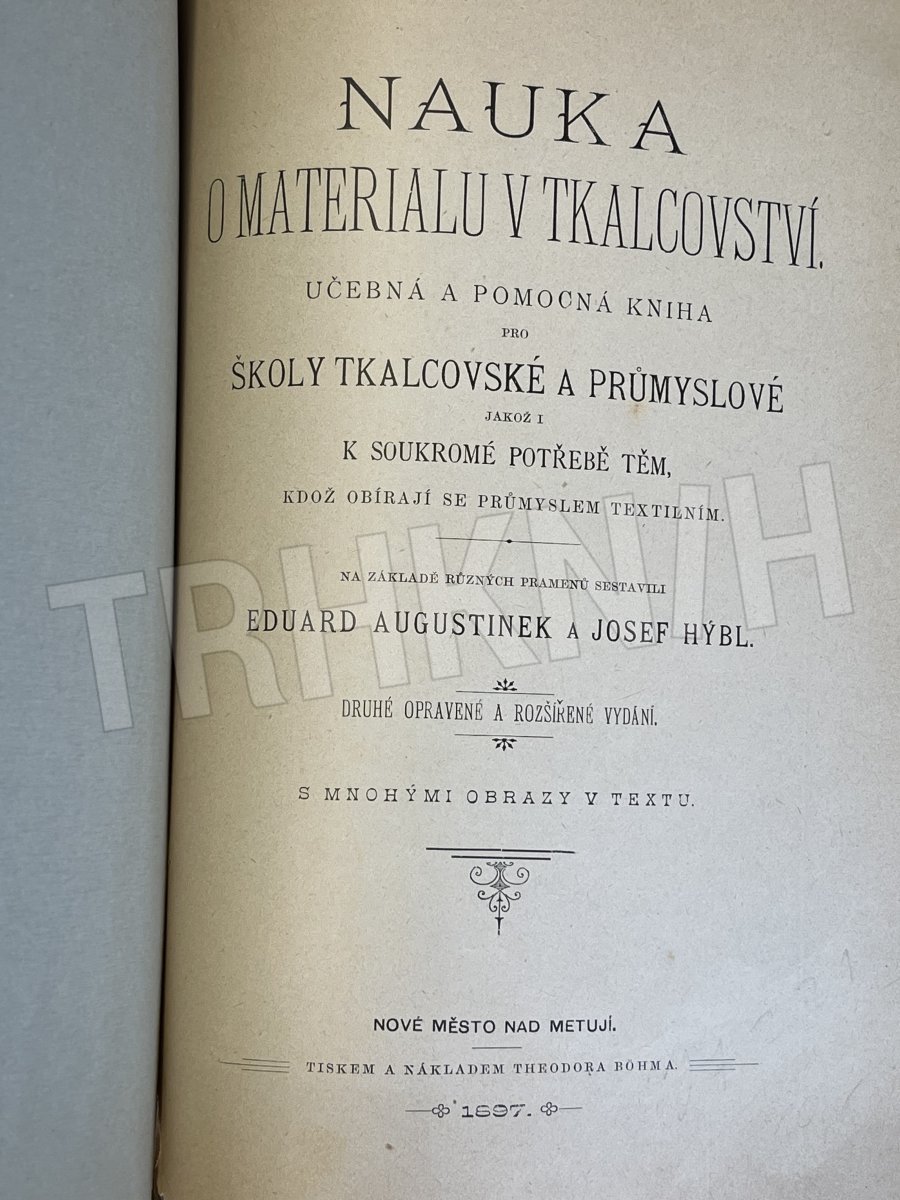 NAUKA
O MATERIALU V TKALCOVSTVÍ.
UČEBNÁ A POMOCNÁ KNIHA
PRO
ŠKOLY TKALCOVSKÉ A PRŮMYSLOVÉ
JAKOŽ I
K SOUKROMÉ POTŘEBĚ TĚM,
KDOŽ OBÍRAJÍ SE PRŮMYSLEM TEXTILNÍM.
NA ZÁKLADĚ RŮZNÝCH PRAMENŮ SESTAVILI
EDUARD AUGUSTINEK A JOSEF HÝBL.
TRHKNIH
DRUHÉ OPRAVENÉ A ROZŠÍŘENÉ VYDÁNÍ.
S MNOHÝMI OBRAZY V TEXTU.
NOVÉ MĚSTO NAD METUJÍ.
TISKEM A NÁKLADEM THEODORA BÖHMA.
1897.